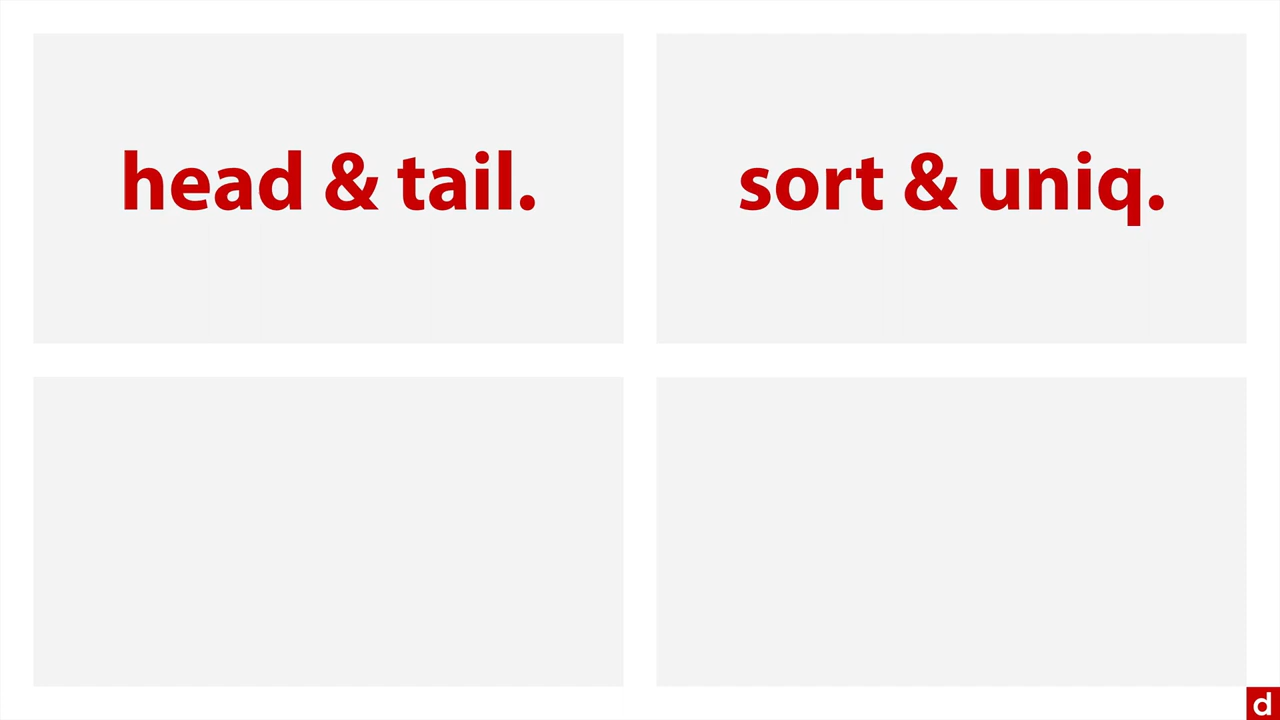 head & tail.
sort & uniq.
d